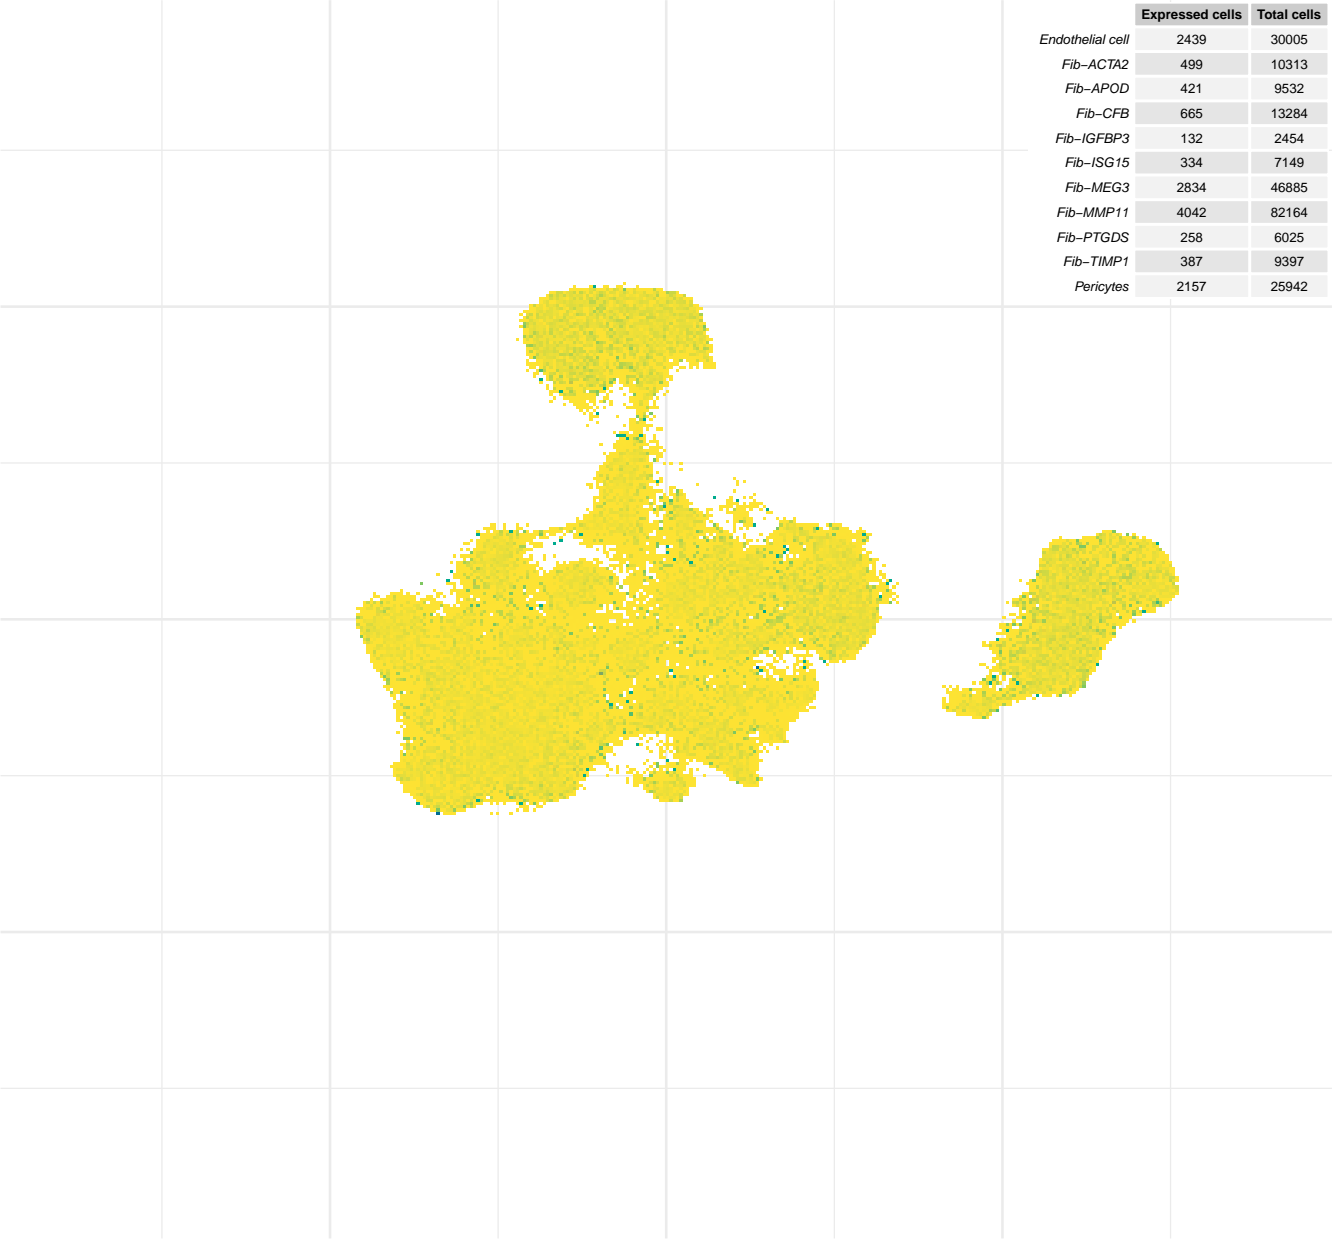 Expressed cells Total cells
Endothelial cell 2439 30005
Fib−ACTA2 499 10313
Fib−APOD 421 9532
Fib−CFB 665 13284
Fib−IGFBP3 132 2454
Fib−ISG15 334 7149
Fib−MEG3 2834 46885
Fib−MMP11 4042 82164
Fib−PTGDS 258 6025
Fib−TIMP1 387 9397
Pericytes 2157 25942